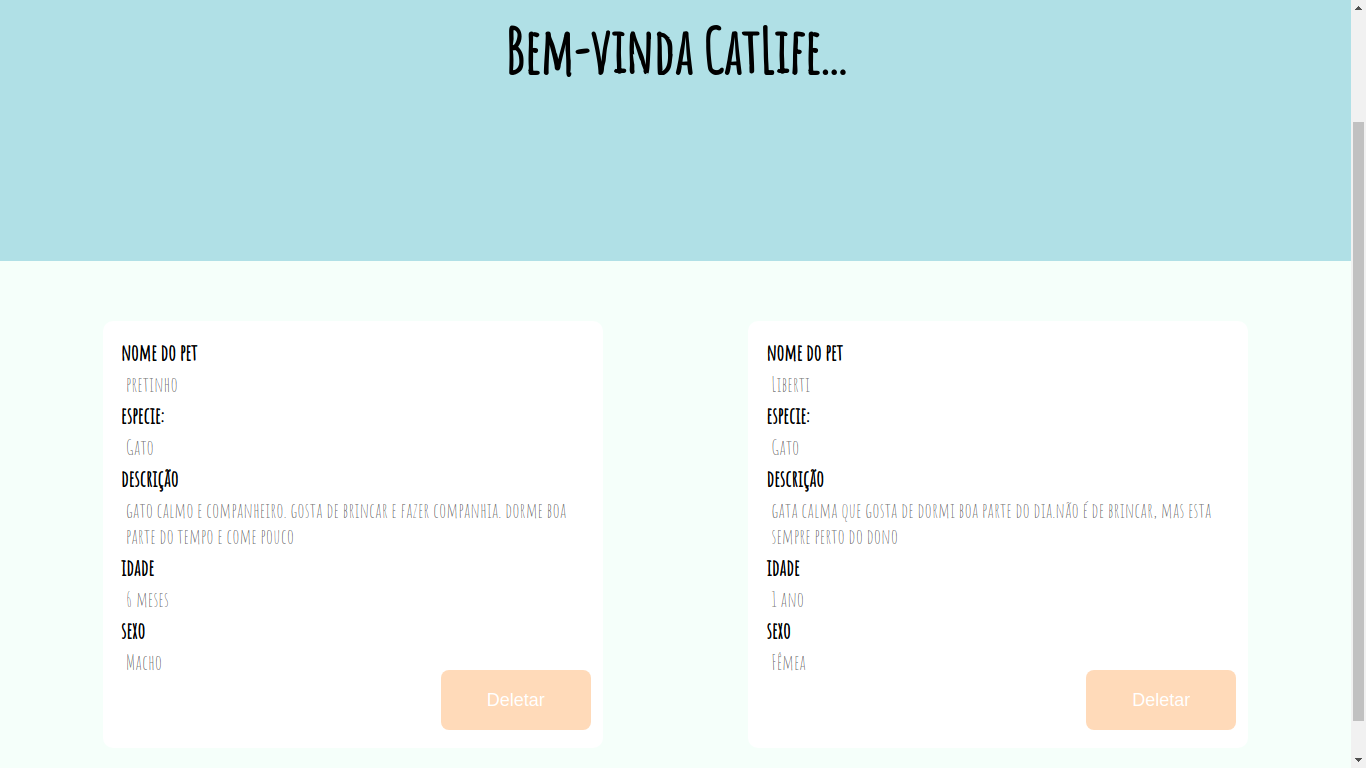 Bem-vinda CatLife...
NOME DO PET
PRETINHO
ESPECIE:
Gato
DESCRIÇÃO
GATO CALMO E COMPANHEIRO. GOSTA DE BRINCAR E FAZER COMPANHIA. DORME BOA
PARTE DO TEMPO E COME POUCO
IDADE
6 MESES
SEXO
Macho
Deletar
NOME DO PET
Liberti
ESPECIE:
Gato
DESCRIÇÃO
GATA CALMA QUE GOSTA DE DORMI BOA PARTE DO DIA.NÃO É DE BRINCAR, MAS ESTA
SEMPRE PERTO DO DONO
IDADE
1 ANO
SEXO
Fêmea
Deletar